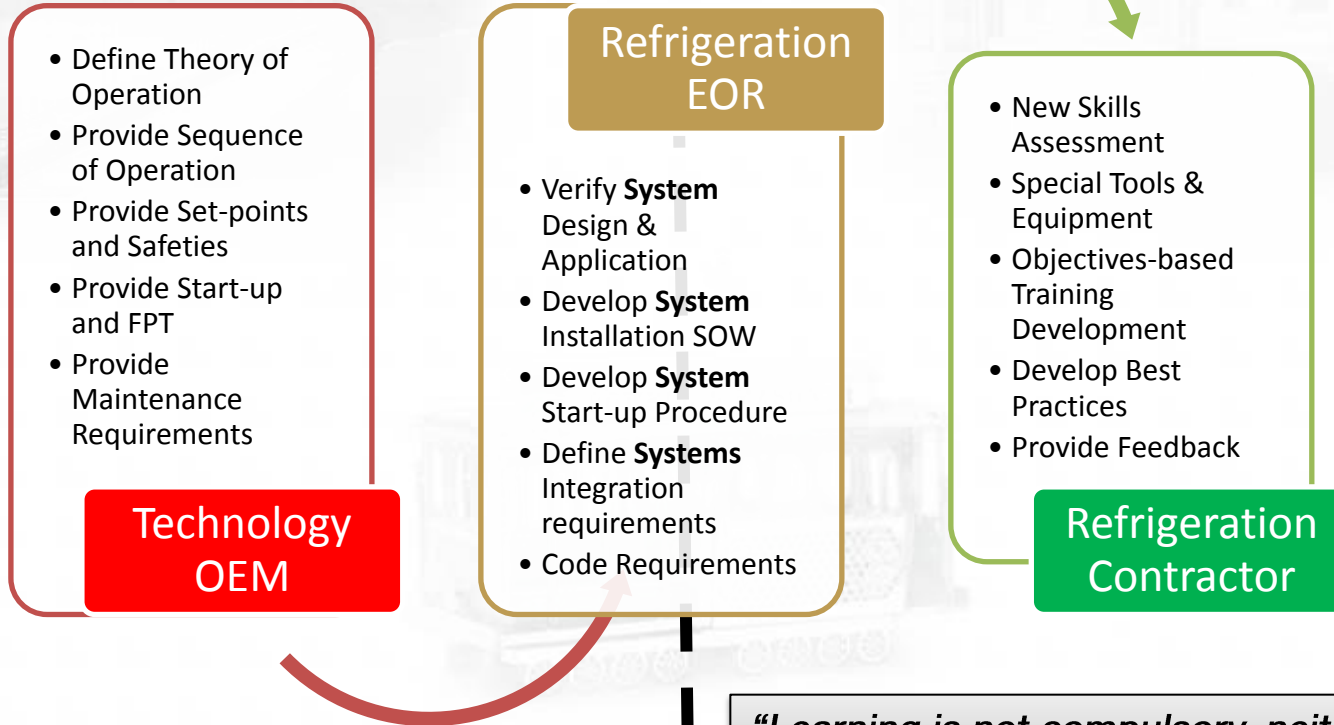 • Define Theory of
Operation
• Provide Sequence
of Operation
• Provide Set-points
and Safeties
• Provide Start-up
and FPT
• Provide
Maintenance
Requirements
Technology
OEM
Refrigeration
EOR
• Verify System
Design &
Application
• Develop System
Installation SOW
• Develop System
Start-up Procedure
• Define Systems
Integration
requirements
• Code Requirements
• New Skills
Assessment
• Special Tools &
Equipment
• Objectives-based
Training
Development
• Develop Best
Practices
• Provide Feedback
Refrigeration
Contractor
“Learning is not compulsory